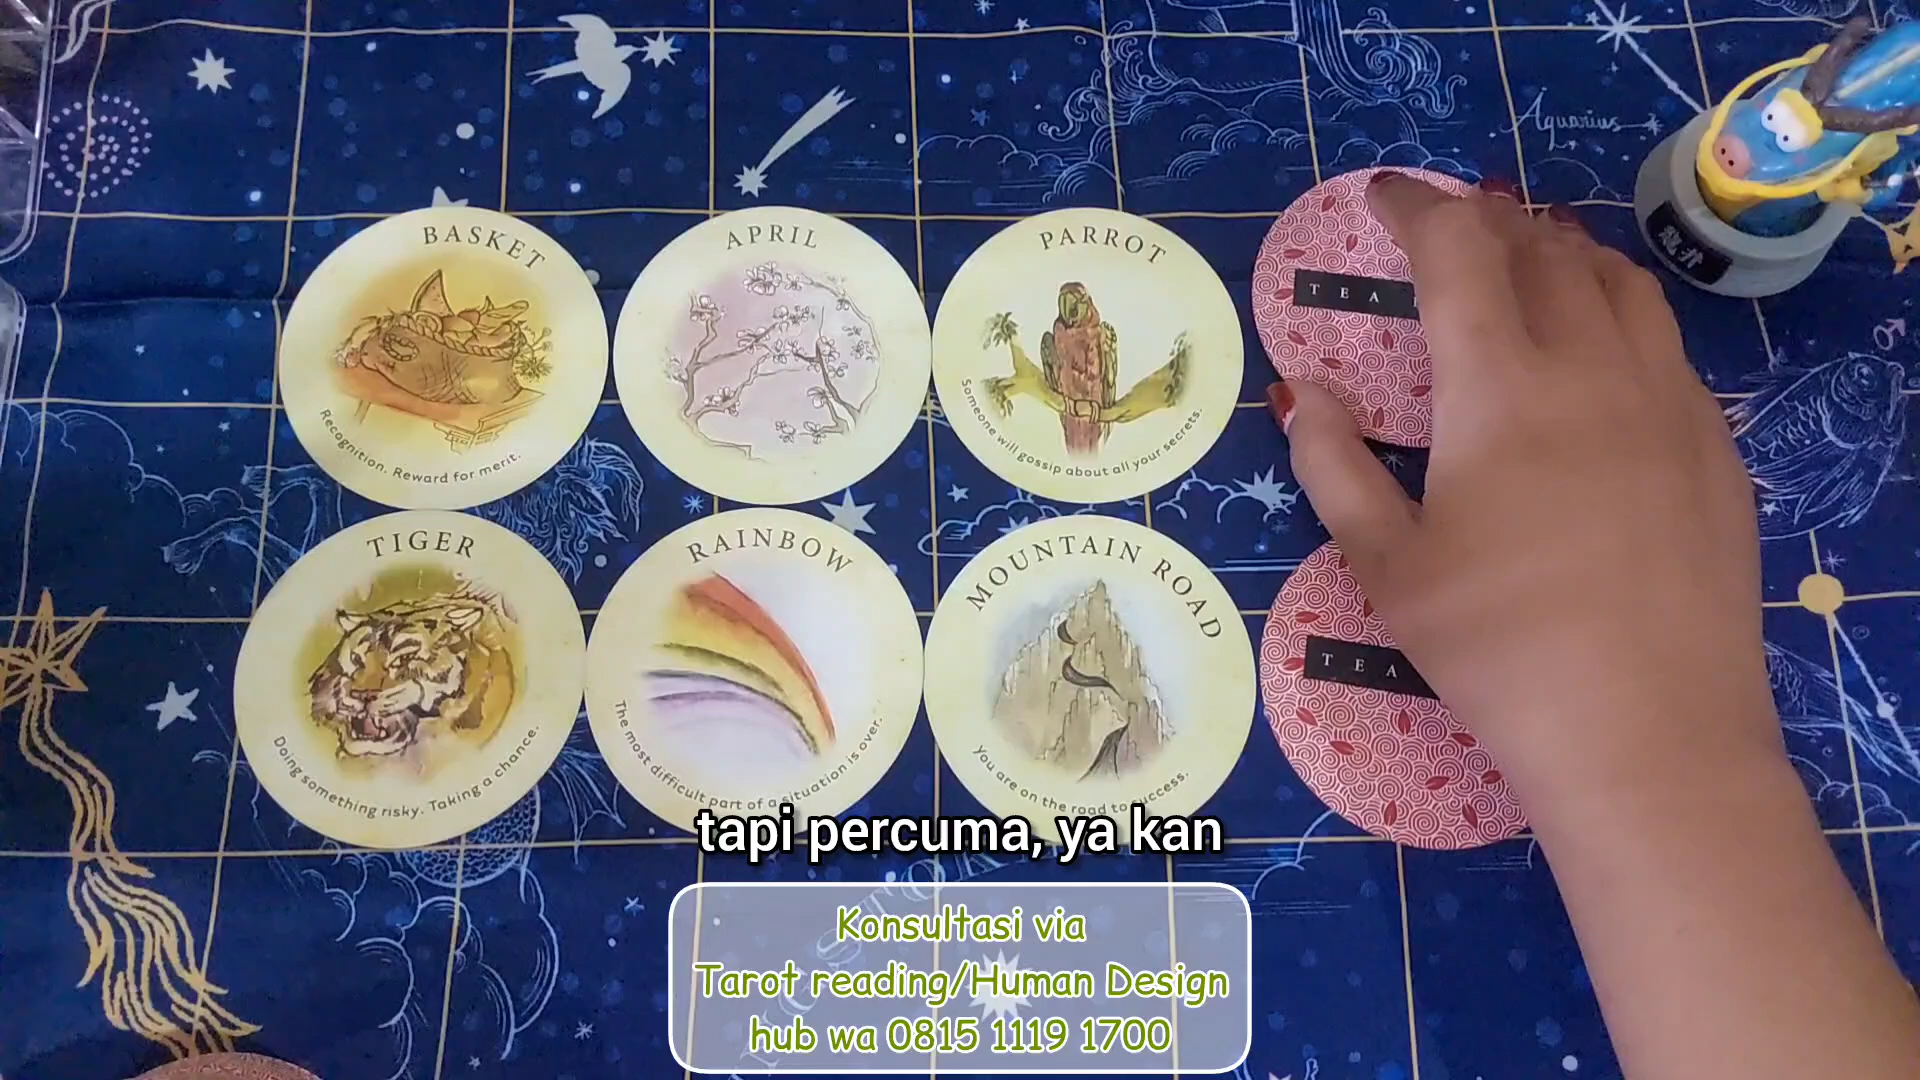 Aquarius
BASKET
Recognition. Reward for merit.
APRIL
PARROT
Someone will gossip about all your secrets.
TEA
龍井
TIGER
Doing something risky. Taking a chance.
RAINBOW
The most difficult part of a situation is over.
MOUNTAIN ROAD
You are on the road to success.
TEA
tapi percuma, ya kan
Konsultasi via
Tarot reading/Human Design
hub wa 0815 1119 1700